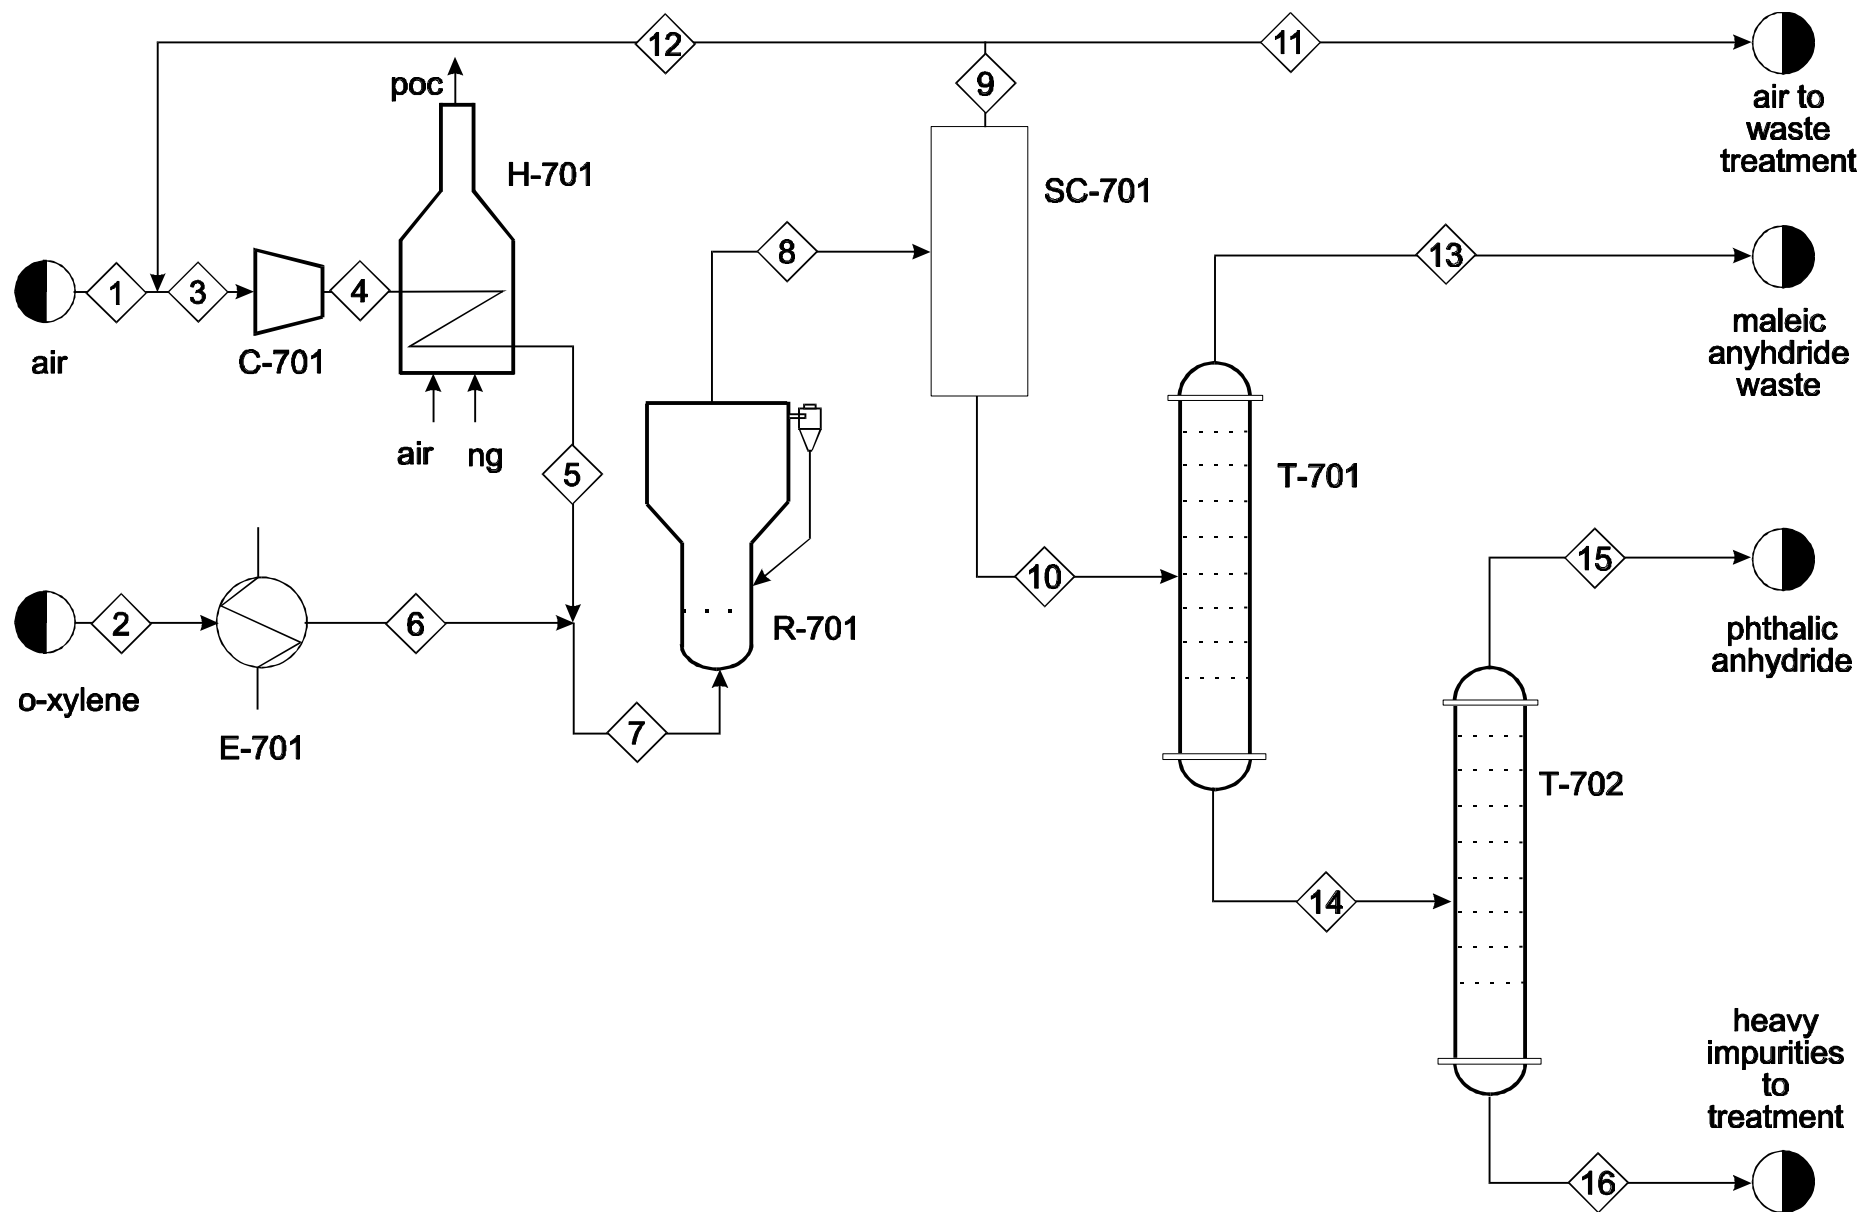 12
11
9
air to
waste
treatment
poc
H-701
SC-701
8
13
1
3
4
air
C-701
maleic
anyhdride
waste
air
ng
5
T-701
10
15
2
6
R-701
phthalic
anhydride
o-xylene
E-701
7
T-702
14
heavy
impurities
to
treatment
16